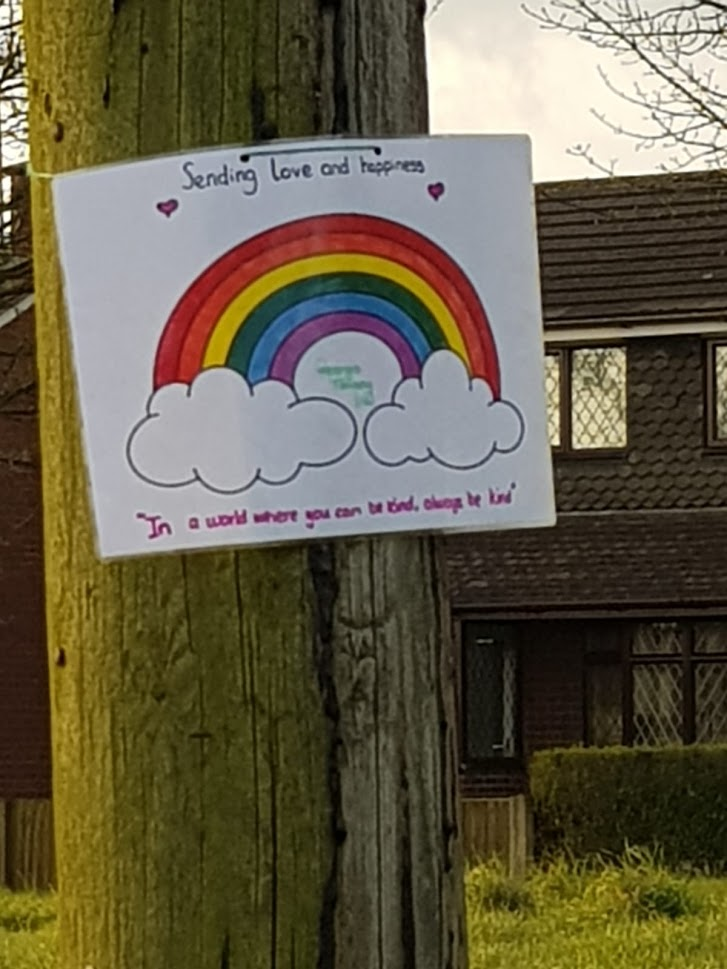 Sending love and happiness
"In a world where you can be kind, always be kind"